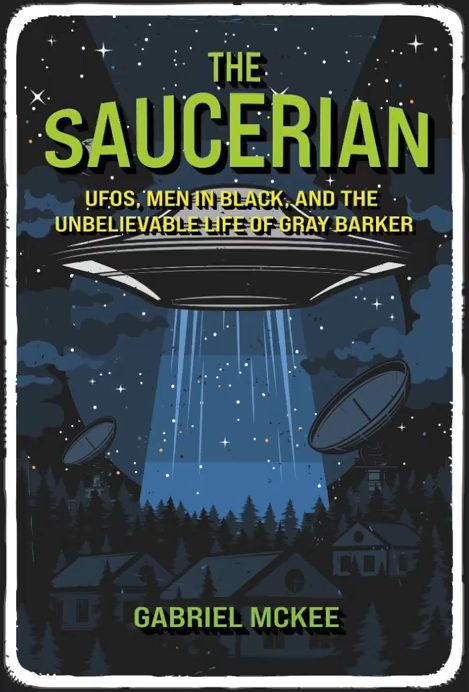 THE
SAUCERIAN
UFOS, MEN IN BLACK, AND THE
UNBELIEVABLE LIFE OF GRAY BARKER
GABRIEL MCKEE